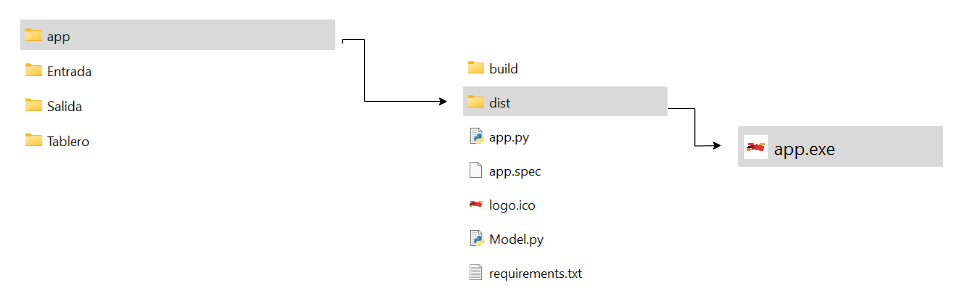 app
Entrada
Salida
Tablero
build
dist
app.py
app.spec
logo.ico
Model.py
requirements.txt
app.exe